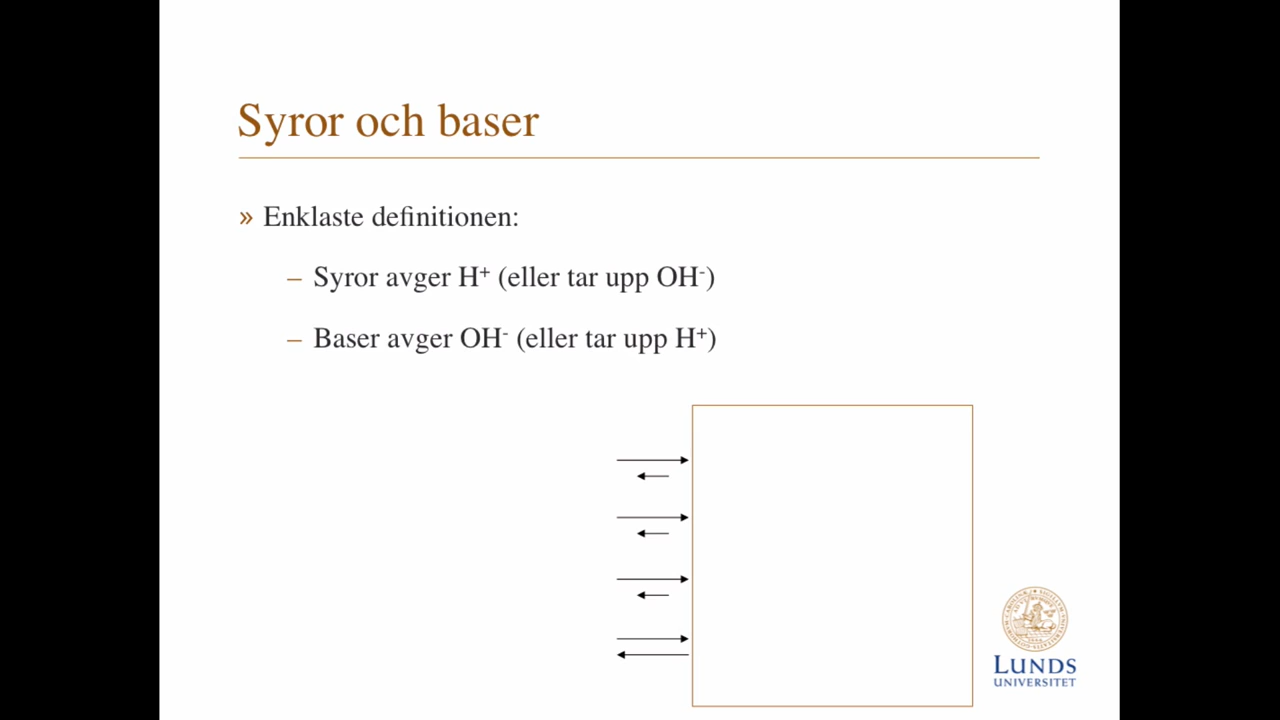 Syror och baser
» Enklaste definitionen:
– Syror avger H⁺ (eller tar upp OH⁻)
– Baser avger OH⁻ (eller tar upp H⁺)
LUNDS
UNIVERSITET